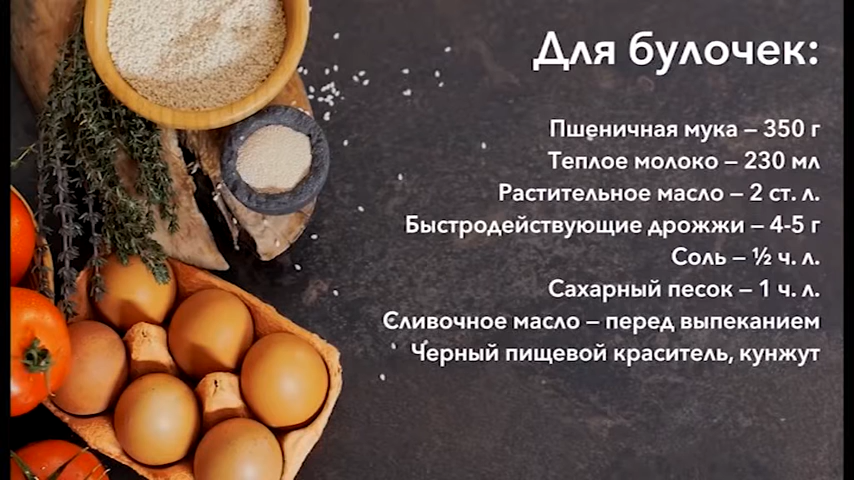 Для булочек:
Пшеничная мука – 350 г
Теплое молоко – 230 мл
Растительное масло – 2 ст. л.
Быстродействующие дрожжи – 4-5 г
Соль – ½ ч. л.
Сахарный песок – 1 ч. л.
Сливочное масло – перед выпеканием
Черный пищевой краситель, кунжут